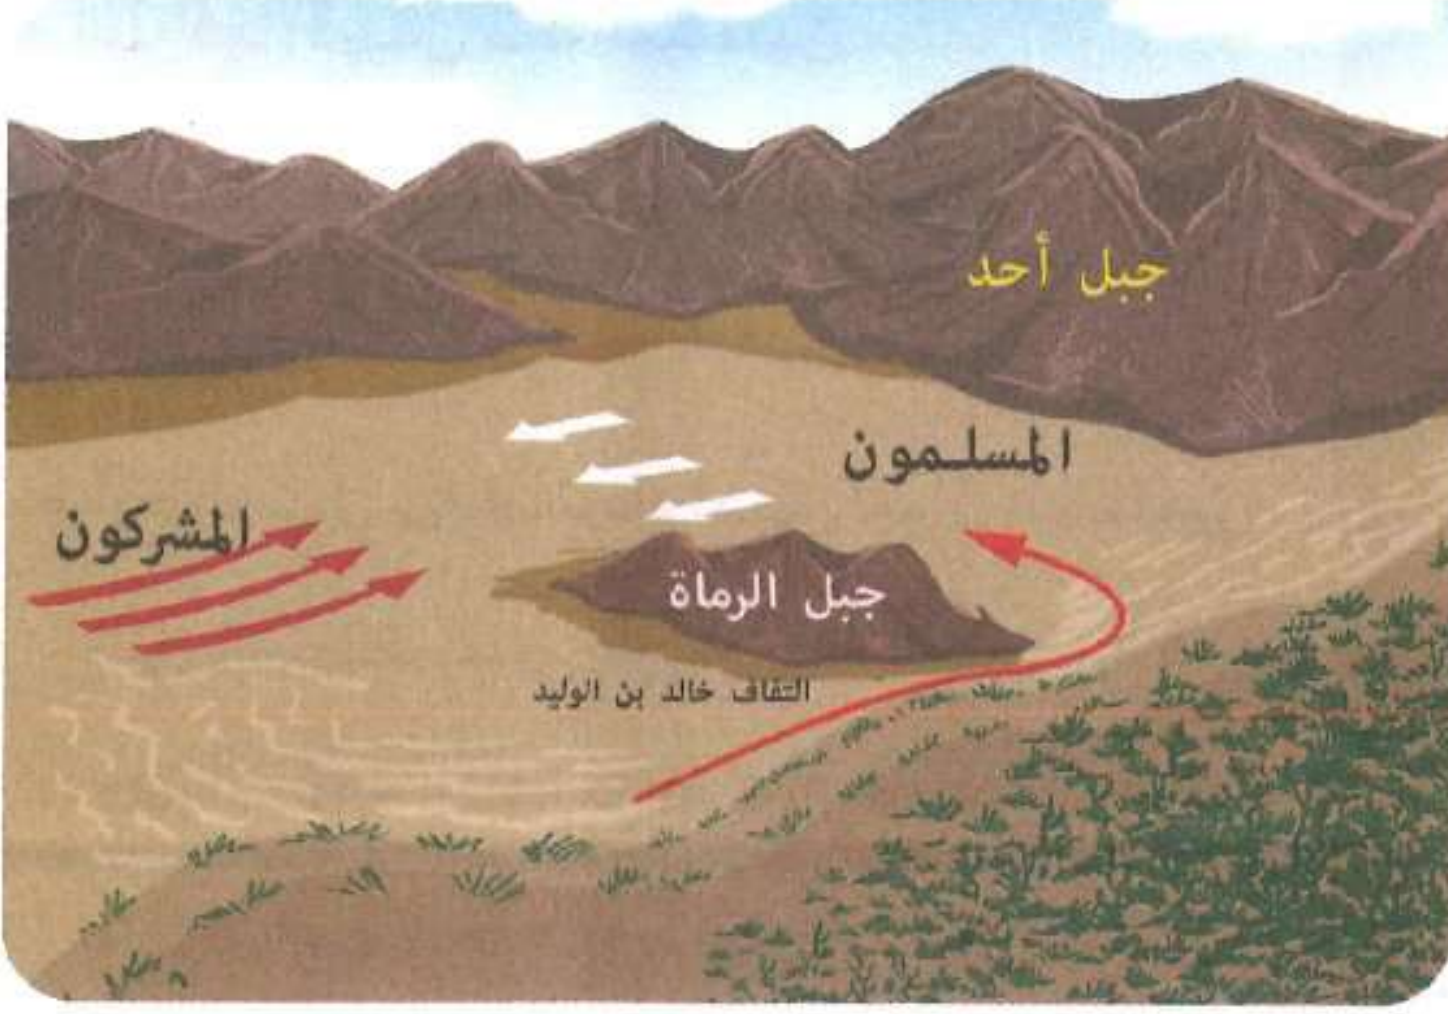 جبل أحد
المسلمون
المشركون
جبل الرماة
التفاف خالد بن الوليد